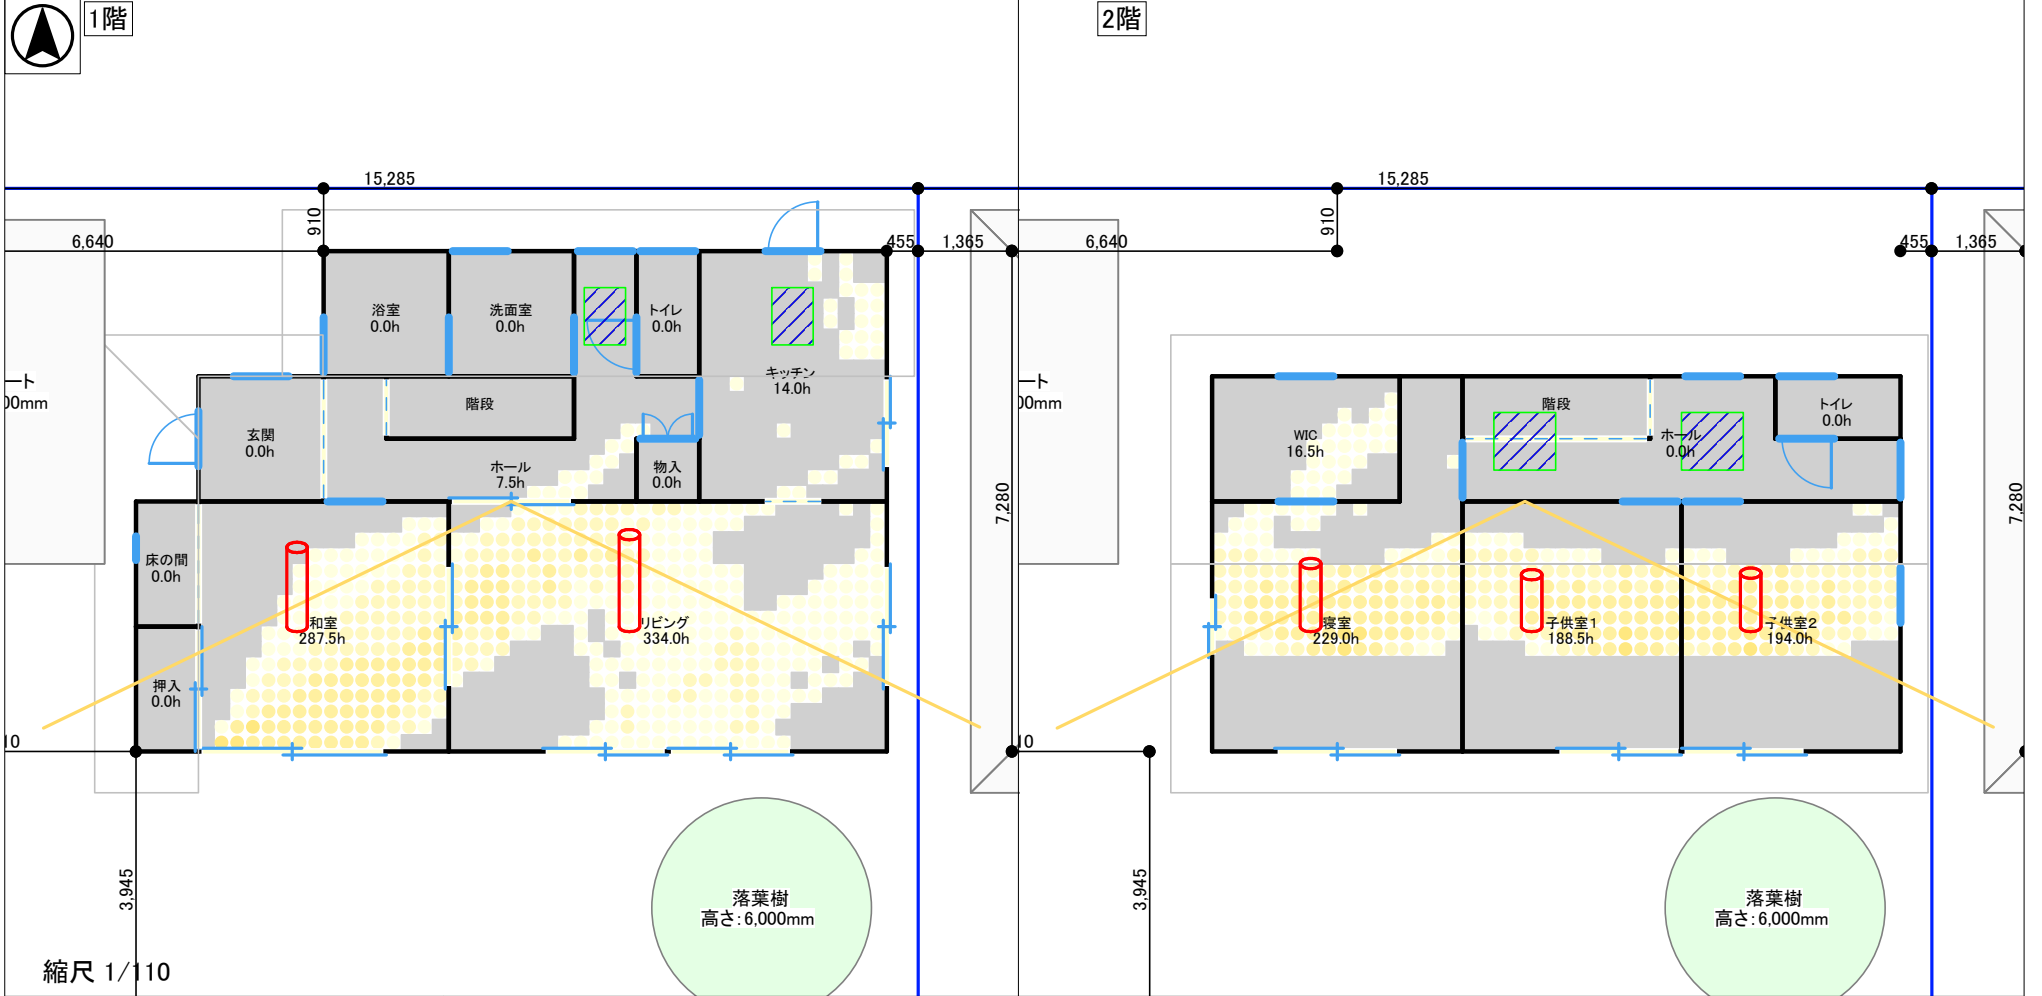 1階
2階
15,285
15,285
910
910
6,640
455
1,365
6,640
455
1,365
浴室
0.0h
洗面室
0.0h
トイレ
0.0h
キッチン
14.0h
ート
00mm
階段
玄関
0.0h
ホール
7.5h
物入
0.0h
床の間
0.0h
和室
287.5h
リビング
334.0h
押入
0.0h
10
7,280
ート
00mm
階段
トイレ
0.0h
WIC
16.5h
ホール
0.0h
寝室
229.0h
子供室1
188.5h
子供室2
194.0h
10
7,280
3,945
3,945
落葉樹
高さ:6,000mm
落葉樹
高さ:6,000mm
縮尺 1/110